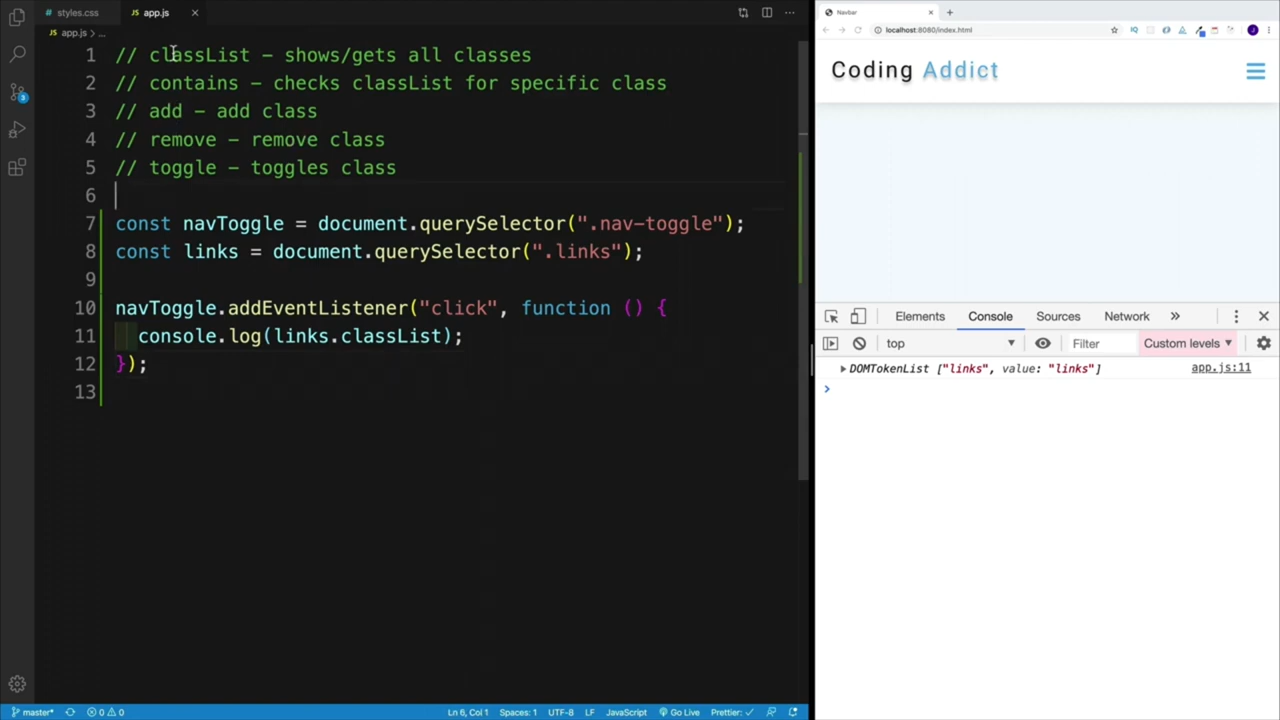 styles.css
app.js
app.js > ...
1 // classList - shows/gets all classes
2 // contains - checks classList for specific class
3 // add - add class
4 // remove - remove class
5 // toggle - toggles class
6
7 const navToggle = document.querySelector(".nav-toggle");
8 const links = document.querySelector(".links");
9
10 navToggle.addEventListener("click", function () {
11 console.log(links.classList);
12 });
13
3
master*
0 0
Ln 6, Col 1
Spaces: 1
UTF-8
LF
JavaScript
Go Live
Prettier: ✓
Navbar
localhost:8080/index.html
J
Coding Addict
Elements Console Sources Network »
top
Filter
Custom levels
DOMTokenList ["links", value: "links"]
app.js:11